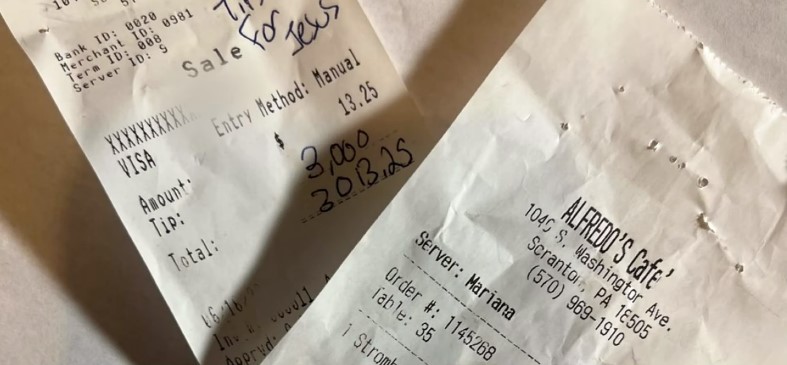 Bank ID: 0020
Merchant ID: 0981
Term ID: 008
Server ID: 9
For
Jesus
Sale
XXXXXXXXXX
VISA
Entry Method: Manual
Amount: $ 13.25
Tip: 3,000
Total: 3013.25
ALFREDO'S Cafe'
1040 S. Washington Ave.
Scranton, PA 18505
(570) 969-1910
Server: Mariana
Order #: 1145268
Table: 35
1